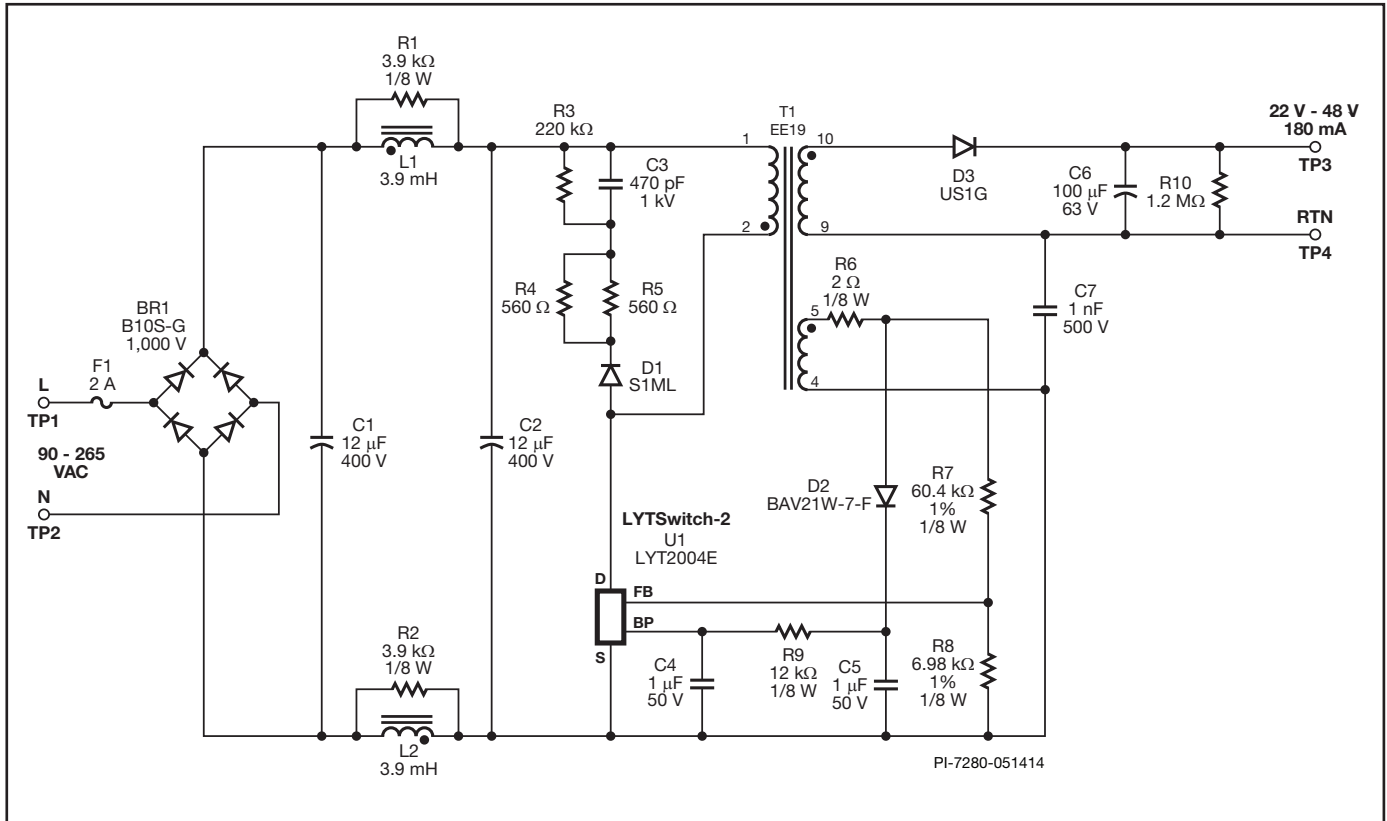 R1
3.9 kΩ
1/8 W
L1
3.9 mH
R3
220 kΩ
C3
470 pF
1 kV
T1
EE19
1
2
10
9
D3
US1G
C6
100 μF
63 V
R10
1.2 MΩ
22 V - 48 V
180 mA
TP3
RTN
TP4
R4
560 Ω
R5
560 Ω
R6
2 Ω
1/8 W
5
4
C7
1 nF
500 V
BR1
B10S-G
1,000 V
F1
2 A
L
TP1
90 - 265
VAC
N
TP2
D1
S1ML
C1
12 μF
400 V
C2
12 μF
400 V
D2
BAV21W-7-F
R7
60.4 kΩ
1%
1/8 W
LYTSwitch-2
U1
LYT2004E
D
FB
BP
S
R2
3.9 kΩ
1/8 W
L2
3.9 mH
C4
1 μF
50 V
R9
12 kΩ
1/8 W
C5
1 μF
50 V
R8
6.98 kΩ
1%
1/8 W
PI-7280-051414